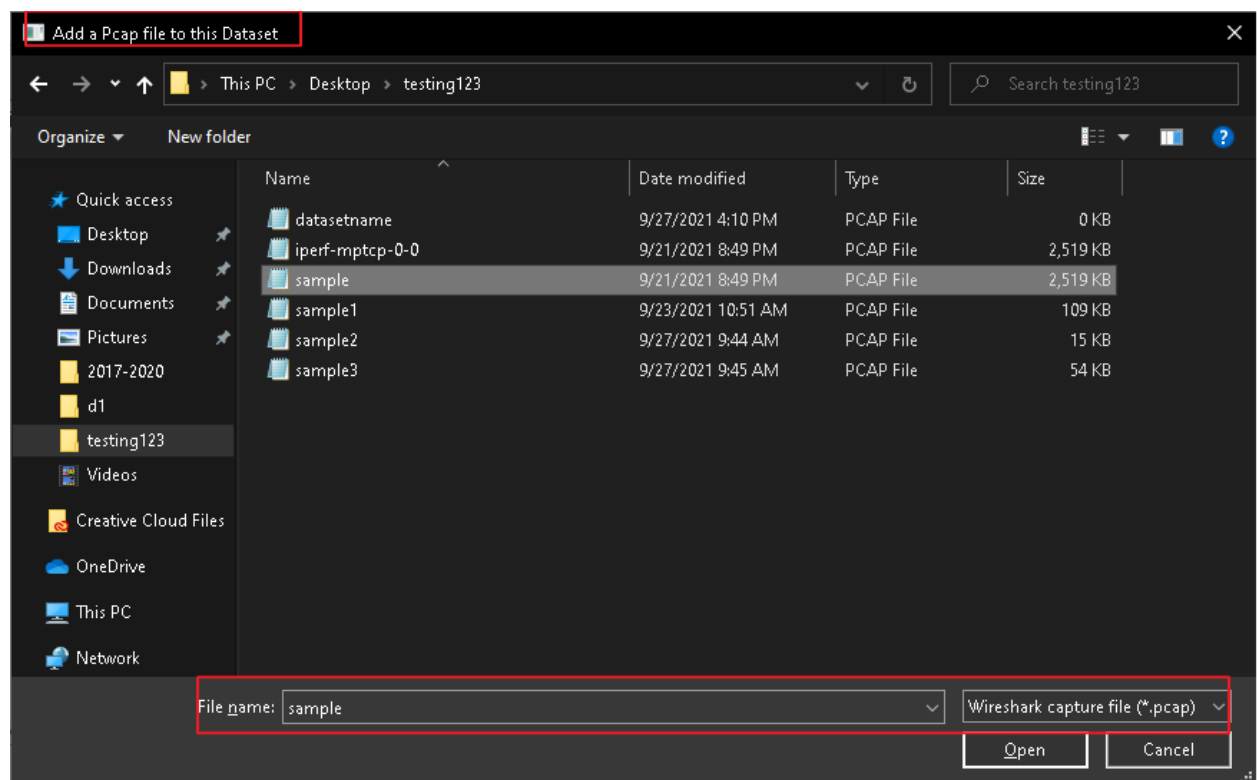 Add a Pcap file to this Dataset
This PC > Desktop > testing123
Search testing123
Organize
New folder
Name Date modified Type Size
Quick access
Desktop
Downloads
Documents
Pictures
2017-2020
d1
testing123
Videos
Creative Cloud Files
OneDrive
This PC
Network
datasetname 9/27/2021 4:10 PM PCAP File 0 KB
iperf-mptcp-0-0 9/21/2021 8:49 PM PCAP File 2,519 KB
sample 9/21/2021 8:49 PM PCAP File 2,519 KB
sample1 9/23/2021 10:51 AM PCAP File 109 KB
sample2 9/27/2021 9:44 AM PCAP File 15 KB
sample3 9/27/2021 9:45 AM PCAP File 54 KB
File name: sample
Wireshark capture file (*.pcap)
Open
Cancel